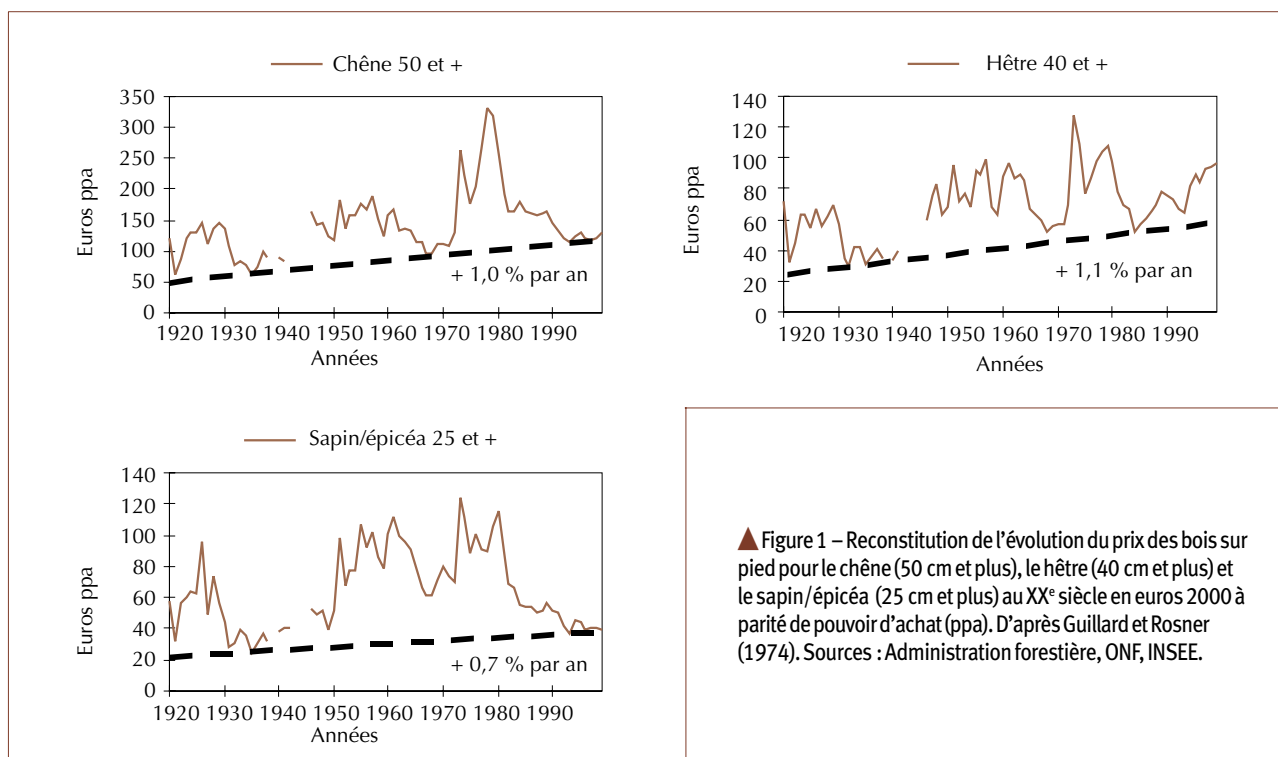 Chêne 50 et +
350
300
250
200
150
100
50
0
Euros ppa
+ 1,0 % par an
1920 1930 1940 1950 1960 1970 1980 1990
Années
Hêtre 40 et +
140
120
100
80
60
40
20
0
Euros ppa
+ 1,1 % par an
1920 1930 1940 1950 1960 1970 1980 1990
Années
Sapin/épicéa 25 et +
140
120
100
80
60
40
20
0
Euros ppa
+ 0,7 % par an
1920 1930 1940 1950 1960 1970 1980 1990
Années
Figure 1 – Reconstitution de l'évolution du prix des bois sur
pied pour le chêne (50 cm et plus), le hêtre (40 cm et plus) et
le sapin/épicéa (25 cm et plus) au XXe siècle en euros 2000 à
parité de pouvoir d'achat (ppa). D'après Guillard et Rosner
(1974). Sources : Administration forestière, ONF, INSEE.